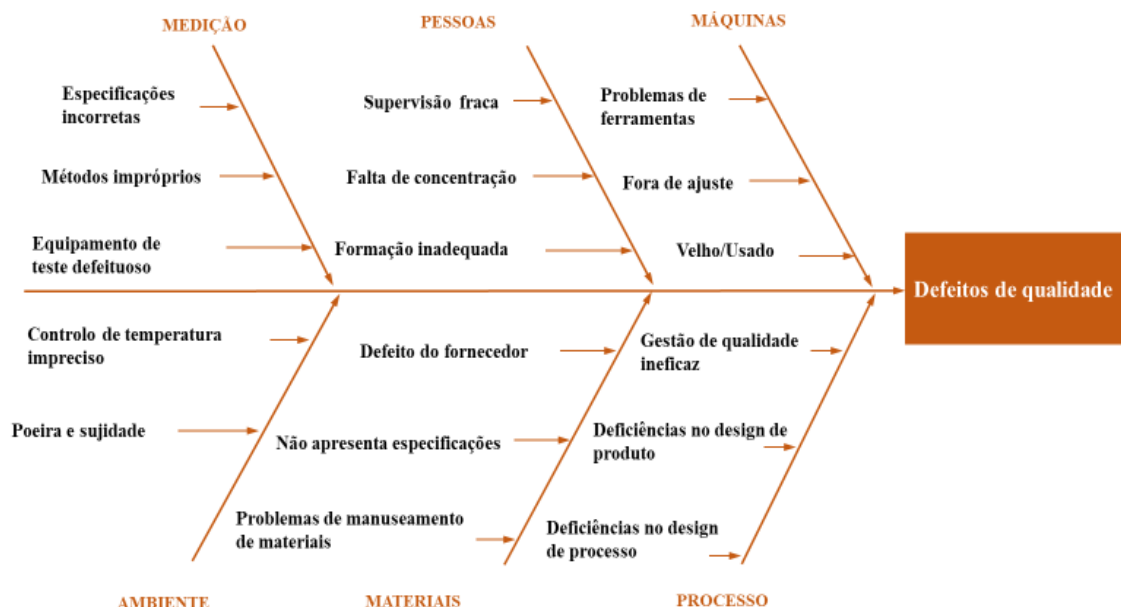 MEDIÇÃO
PESSOAS
MÁQUINAS
Especificações
incorretas
Métodos impróprios
Equipamento de
teste defeituoso
Supervisão fraca
Falta de concentração
Formação inadequada
Problemas de
ferramentas
Fora de ajuste
Velho/Usado
Defeitos de qualidade
Controlo de temperatura
impreciso
Poeira e sujidade
Defeito do fornecedor
Não apresenta especificações
Problemas de manuseamento
de materiais
Gestão de qualidade
ineficaz
Deficiências no design de
produto
Deficiências no design
de processo
AMBIENTE
MATERIAIS
PROCESSO